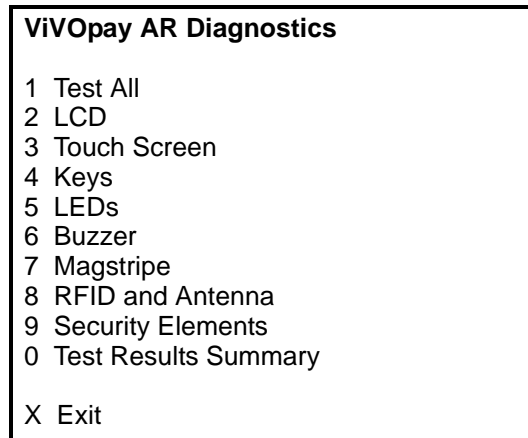 ViVOpay AR Diagnostics
1 Test All
2 LCD
3 Touch Screen
4 Keys
5 LEDs
6 Buzzer
7 Magstripe
8 RFID and Antenna
9 Security Elements
0 Test Results Summary
X Exit